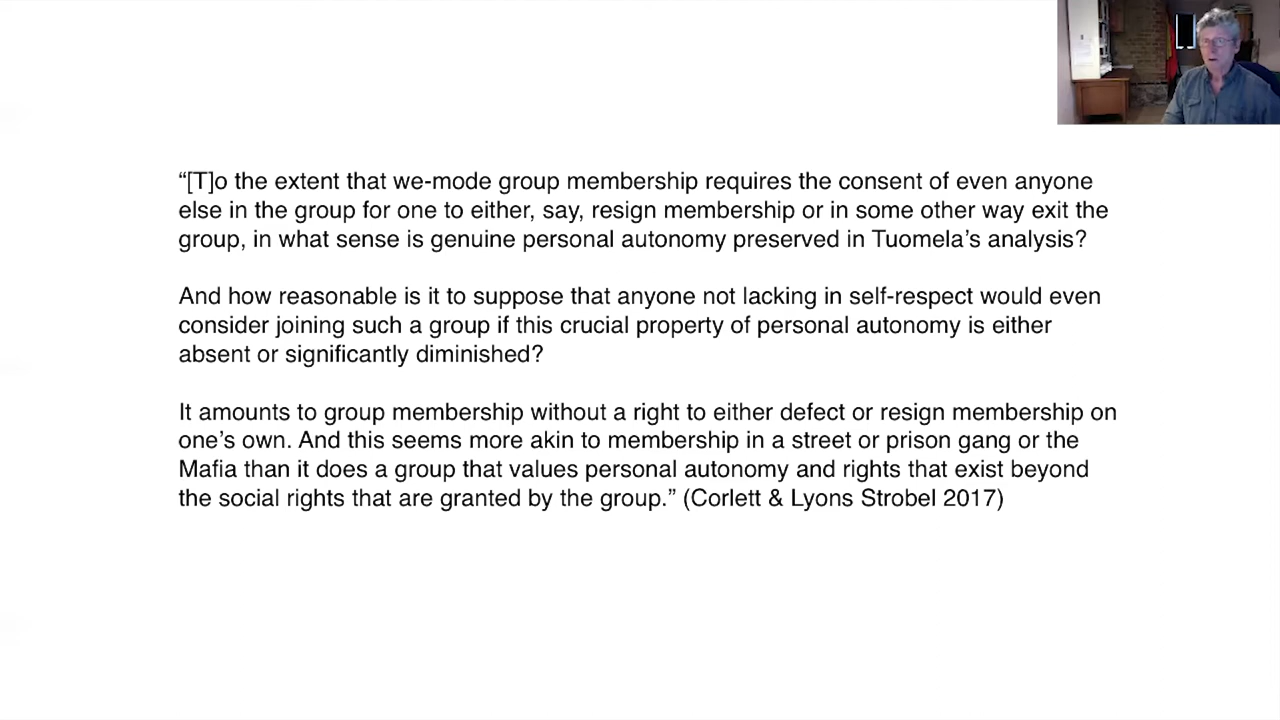 “[T]o the extent that we-mode group membership requires the consent of even anyone
else in the group for one to either, say, resign membership or in some other way exit the
group, in what sense is genuine personal autonomy preserved in Tuomela’s analysis?
And how reasonable is it to suppose that anyone not lacking in self-respect would even
consider joining such a group if this crucial property of personal autonomy is either
absent or significantly diminished?
It amounts to group membership without a right to either defect or resign membership on
one’s own. And this seems more akin to membership in a street or prison gang or the
Mafia than it does a group that values personal autonomy and rights that exist beyond
the social rights that are granted by the group.” (Corlett & Lyons Strobel 2017)